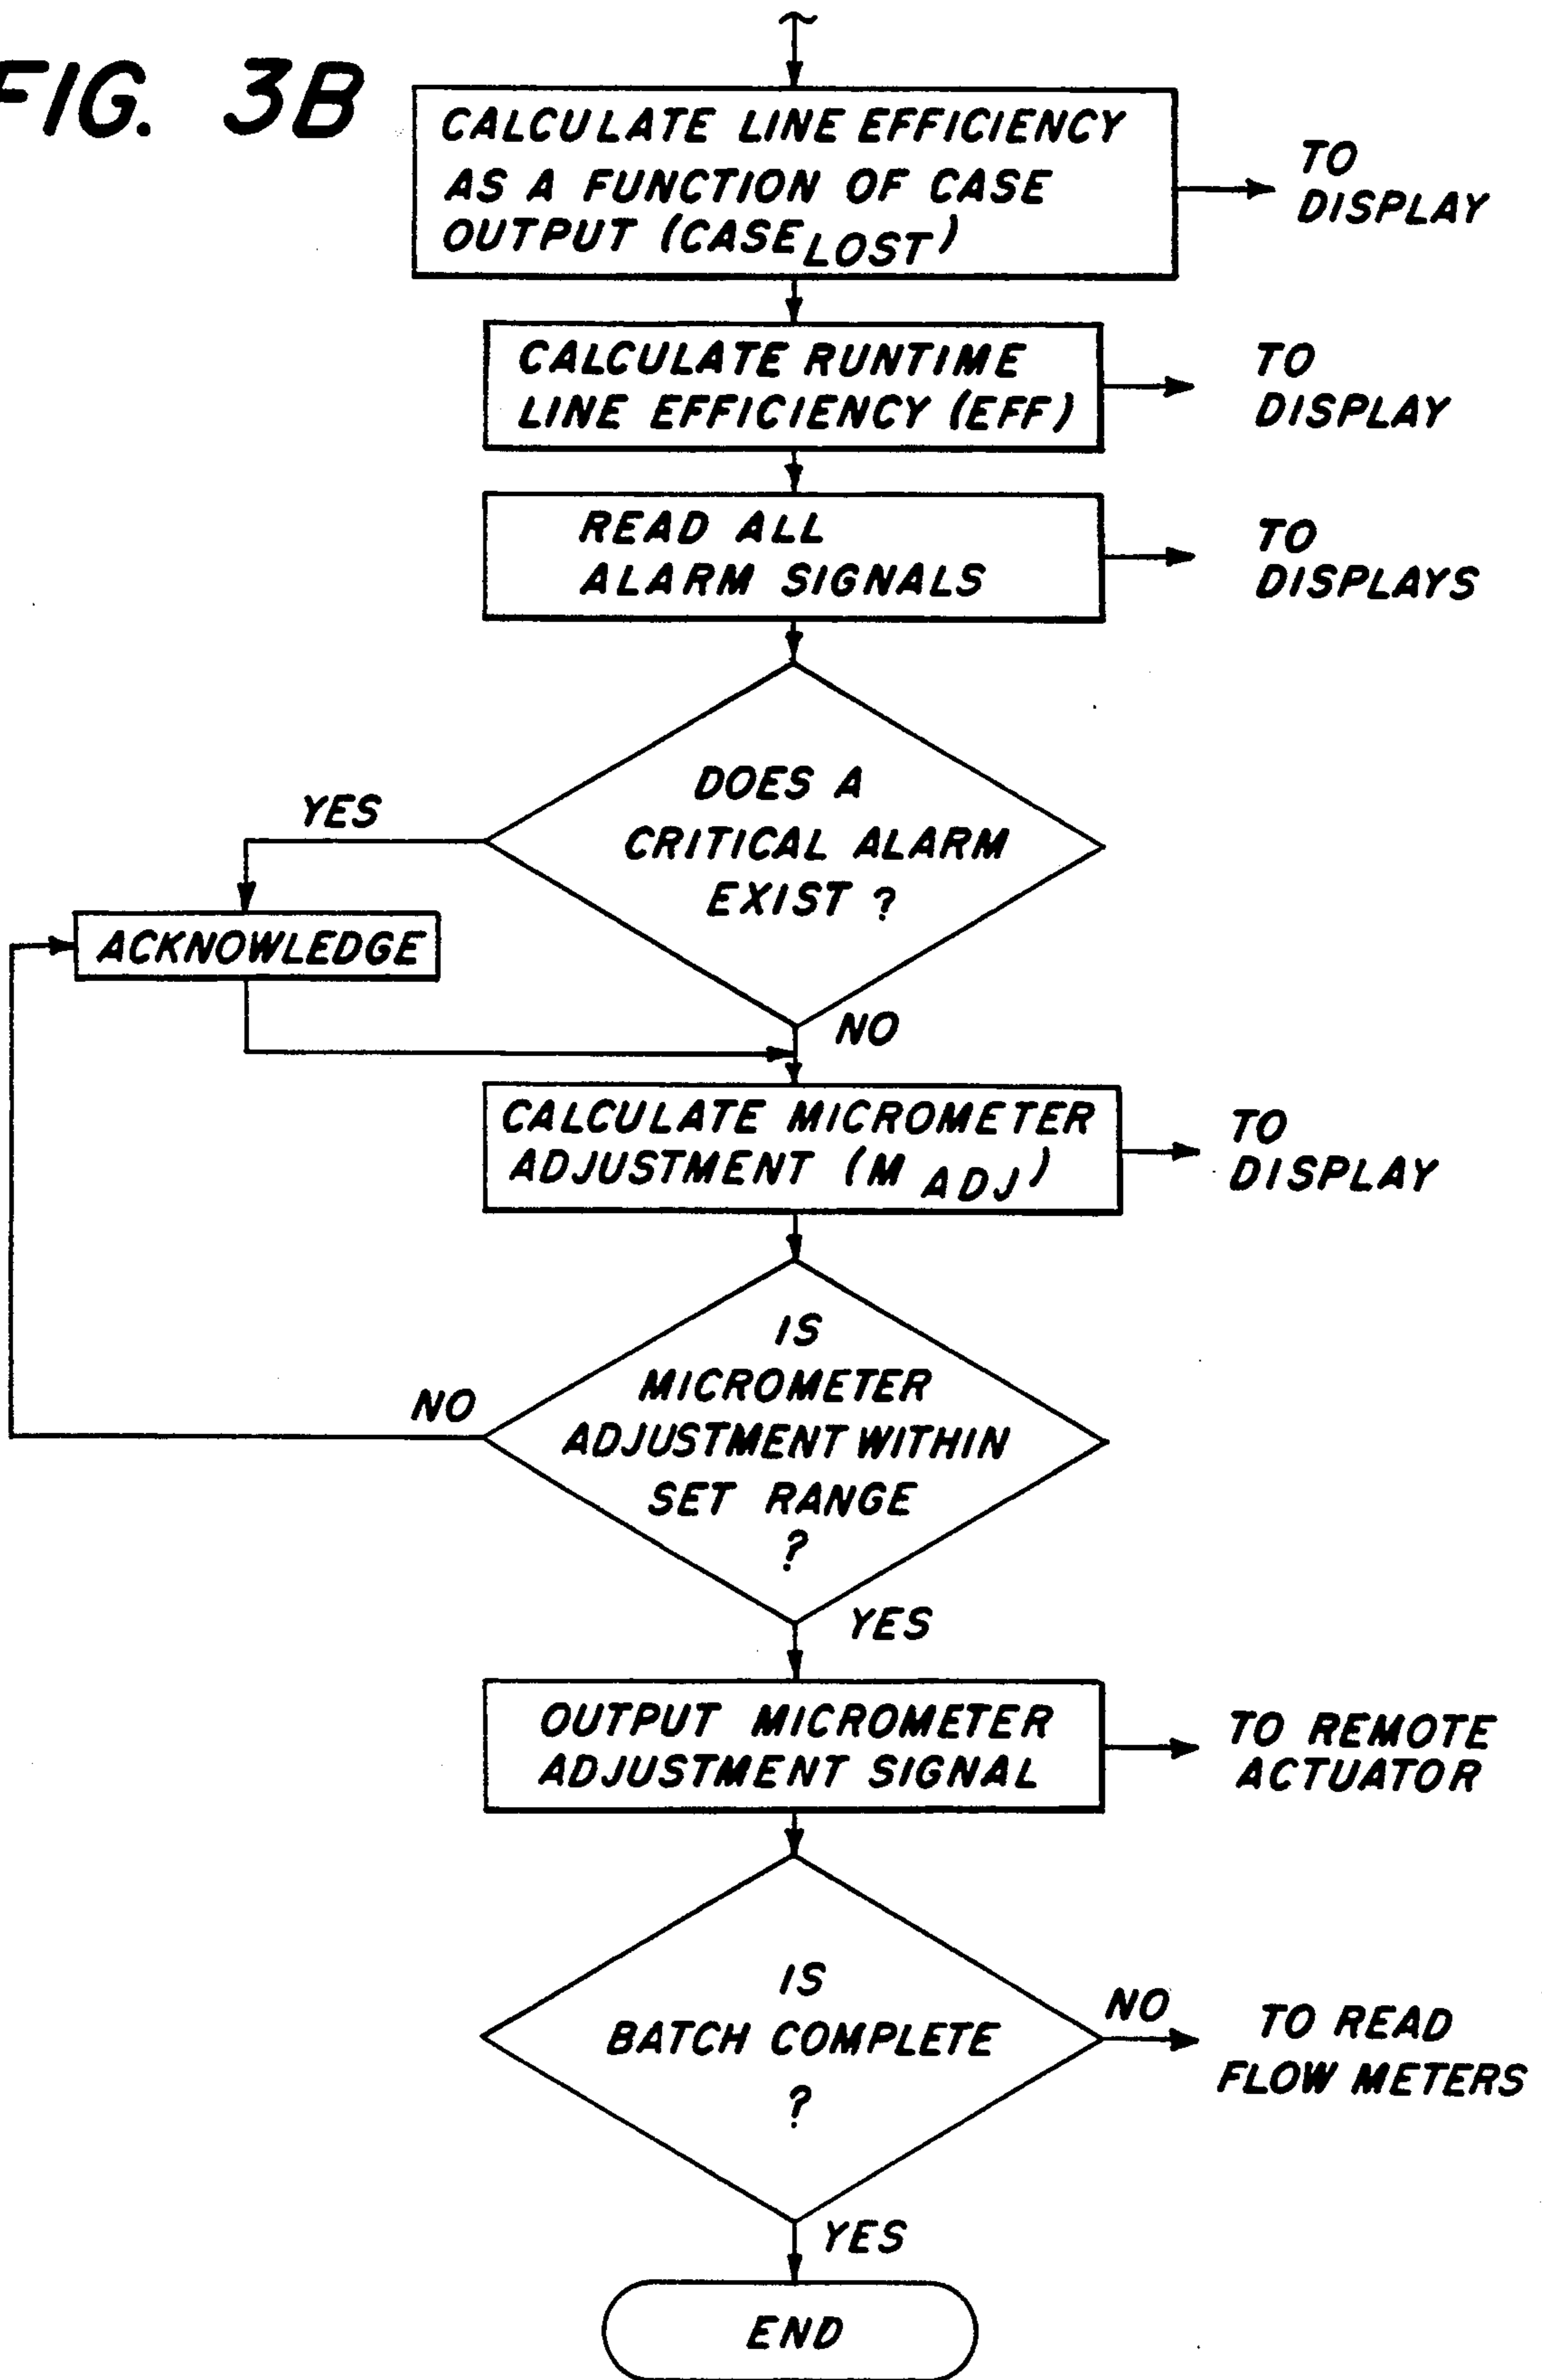 FIG. 3B
CALCULATE LINE EFFICIENCY
AS A FUNCTION OF CASE
OUTPUT (CASE LOST)
TO
DISPLAY
CALCULATE RUNTIME
LINE EFFICIENCY (EFF)
TO
DISPLAY
READ ALL
ALARM SIGNALS
TO
DISPLAYS
DOES A
CRITICAL ALARM
EXIST ?
YES
ACKNOWLEDGE
NO
CALCULATE MICROMETER
ADJUSTMENT (M ADJ)
TO
DISPLAY
IS
MICROMETER
ADJUSTMENT WITHIN
SET RANGE
?
NO
YES
OUTPUT MICROMETER
ADJUSTMENT SIGNAL
TO REMOTE
ACTUATOR
IS
BATCH COMPLETE
?
NO
TO READ
FLOW METERS
YES
END